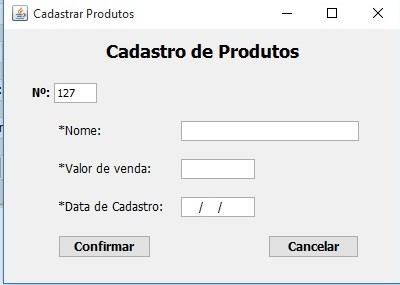 Cadastrar Produtos
Cadastro de Produtos
Nº: 127
*Nome:
*Valor de venda:
*Data de Cadastro: / /
Confirmar Cancelar